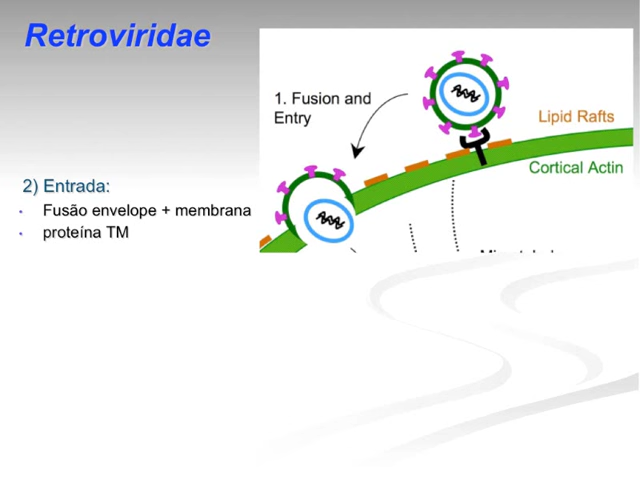 Retroviridae
1. Fusion and
Entry
Lipid Rafts
Cortical Actin
2) Entrada:
• Fusão envelope + membrana
• proteína TM